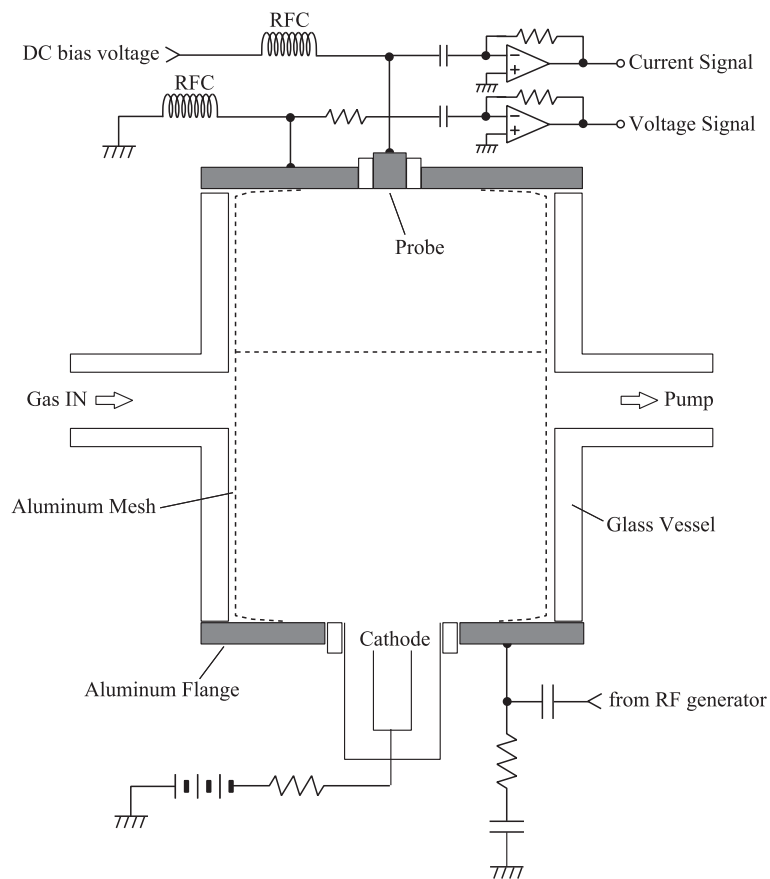 RFC
DC bias voltage
Current Signal
RFC
Voltage Signal
Probe
Gas IN
Pump
Aluminum Mesh
Glass Vessel
Cathode
Aluminum Flange
from RF generator